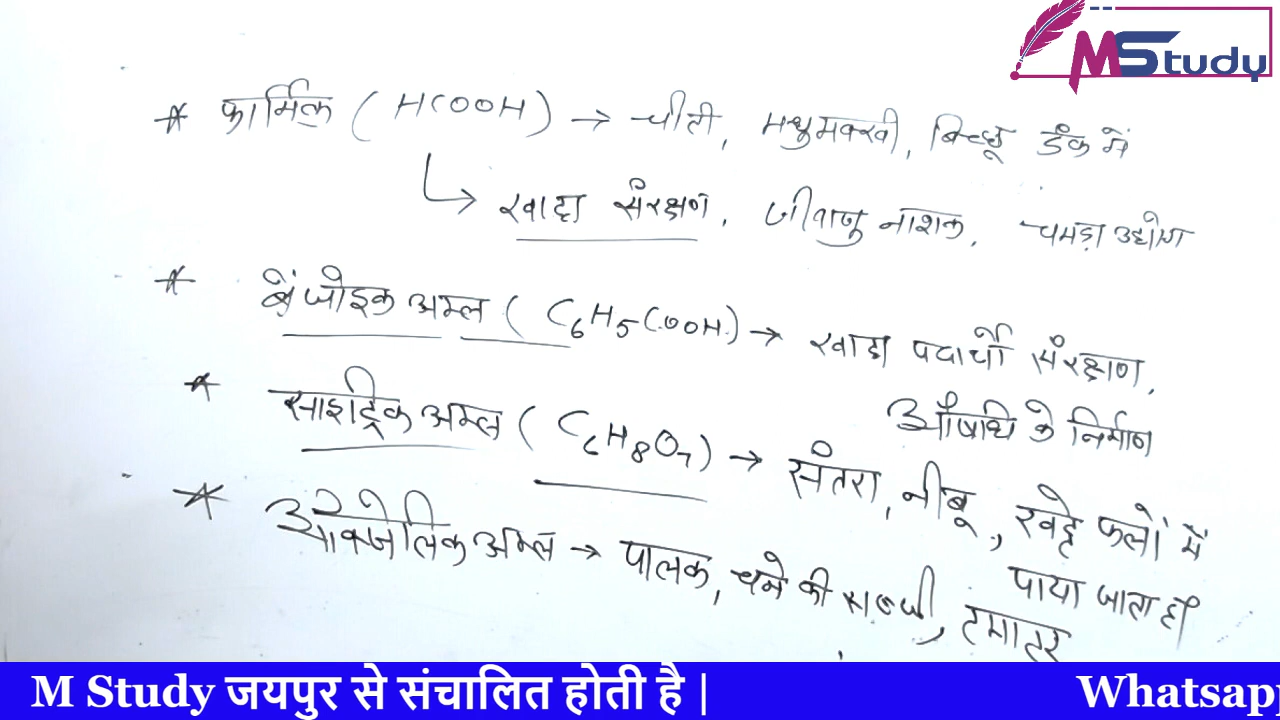 MStudy
* फार्मिक (HCOOH) → चीटी, मधुमक्खी, बिच्छू डंक में
↳ खाद्य संरक्षण, जीवाणु नाशक, चमड़ा उद्योग
* बेंजोइक अम्ल (C₆H₅COOH) → खाद्य पदार्थों संरक्षण,
औषधि के निर्माण
* साइट्रिक अम्ल (C₆H₈O₇) → संतरा, नीबू, खट्टे फलों में
पाया जाता है
* ऑक्जेलिक अम्ल → पालक, चने की सब्जी, टमाटर
M Study जयपुर से संचालित होती है | Whatsapp